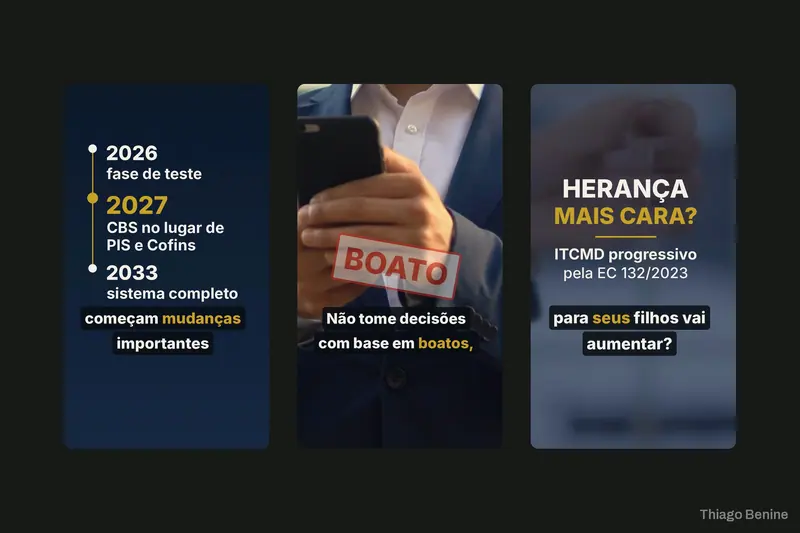 2026
fase de teste
2027
CBS no lugar de
PIS e Cofins
2033
sistema completo
começam mudanças
importantes
BOATO
Não tome decisões
com base em boatos,
HERANÇA
MAIS CARA?
ITCMD progressivo
pela EC 132/2023
para seus filhos vai
aumentar?
Thiago Benine